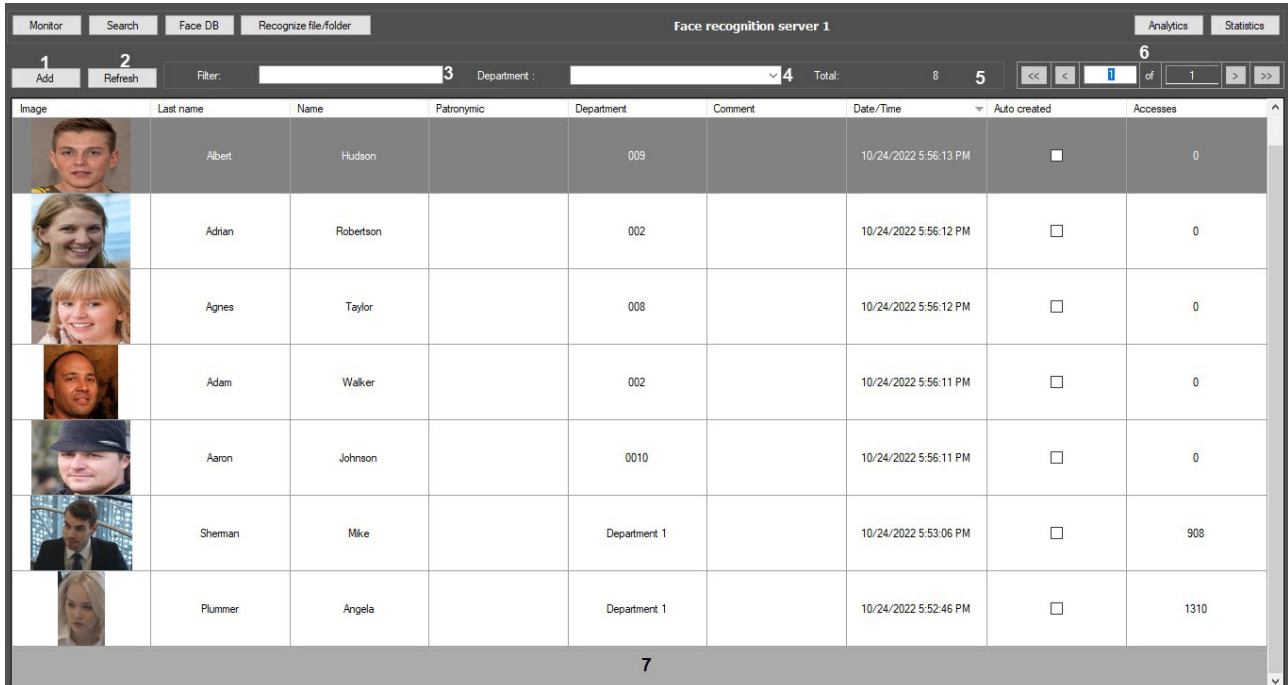 Monitor Search Face DB Recognize file/folder Face recognition server 1 Analytics Statistics
1 2 6
Add Refresh Filter: 3 Department : 4 Total: 8 5 << < 1 of 1 > >>
Image Last name Name Patronymic Department Comment Date/Time Auto created Accesses
Albert Hudson 009 10/24/2022 5:56:13 PM 0
Adrian Robertson 002 10/24/2022 5:56:12 PM 0
Agnes Taylor 008 10/24/2022 5:56:12 PM 0
Adam Walker 002 10/24/2022 5:56:11 PM 0
Aaron Johnson 0010 10/24/2022 5:56:11 PM 0
Sherman Mike Department 1 10/24/2022 5:53:06 PM 908
Plummer Angela Department 1 10/24/2022 5:52:46 PM 1310
7